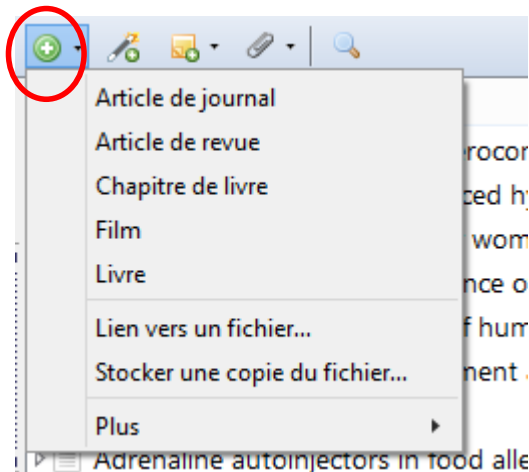 Article de journal
Article de revue
Chapitre de livre
Film
Livre
Lien vers un fichier...
Stocker une copie du fichier...
Plus
Adrenaline autoinjectors in food alle